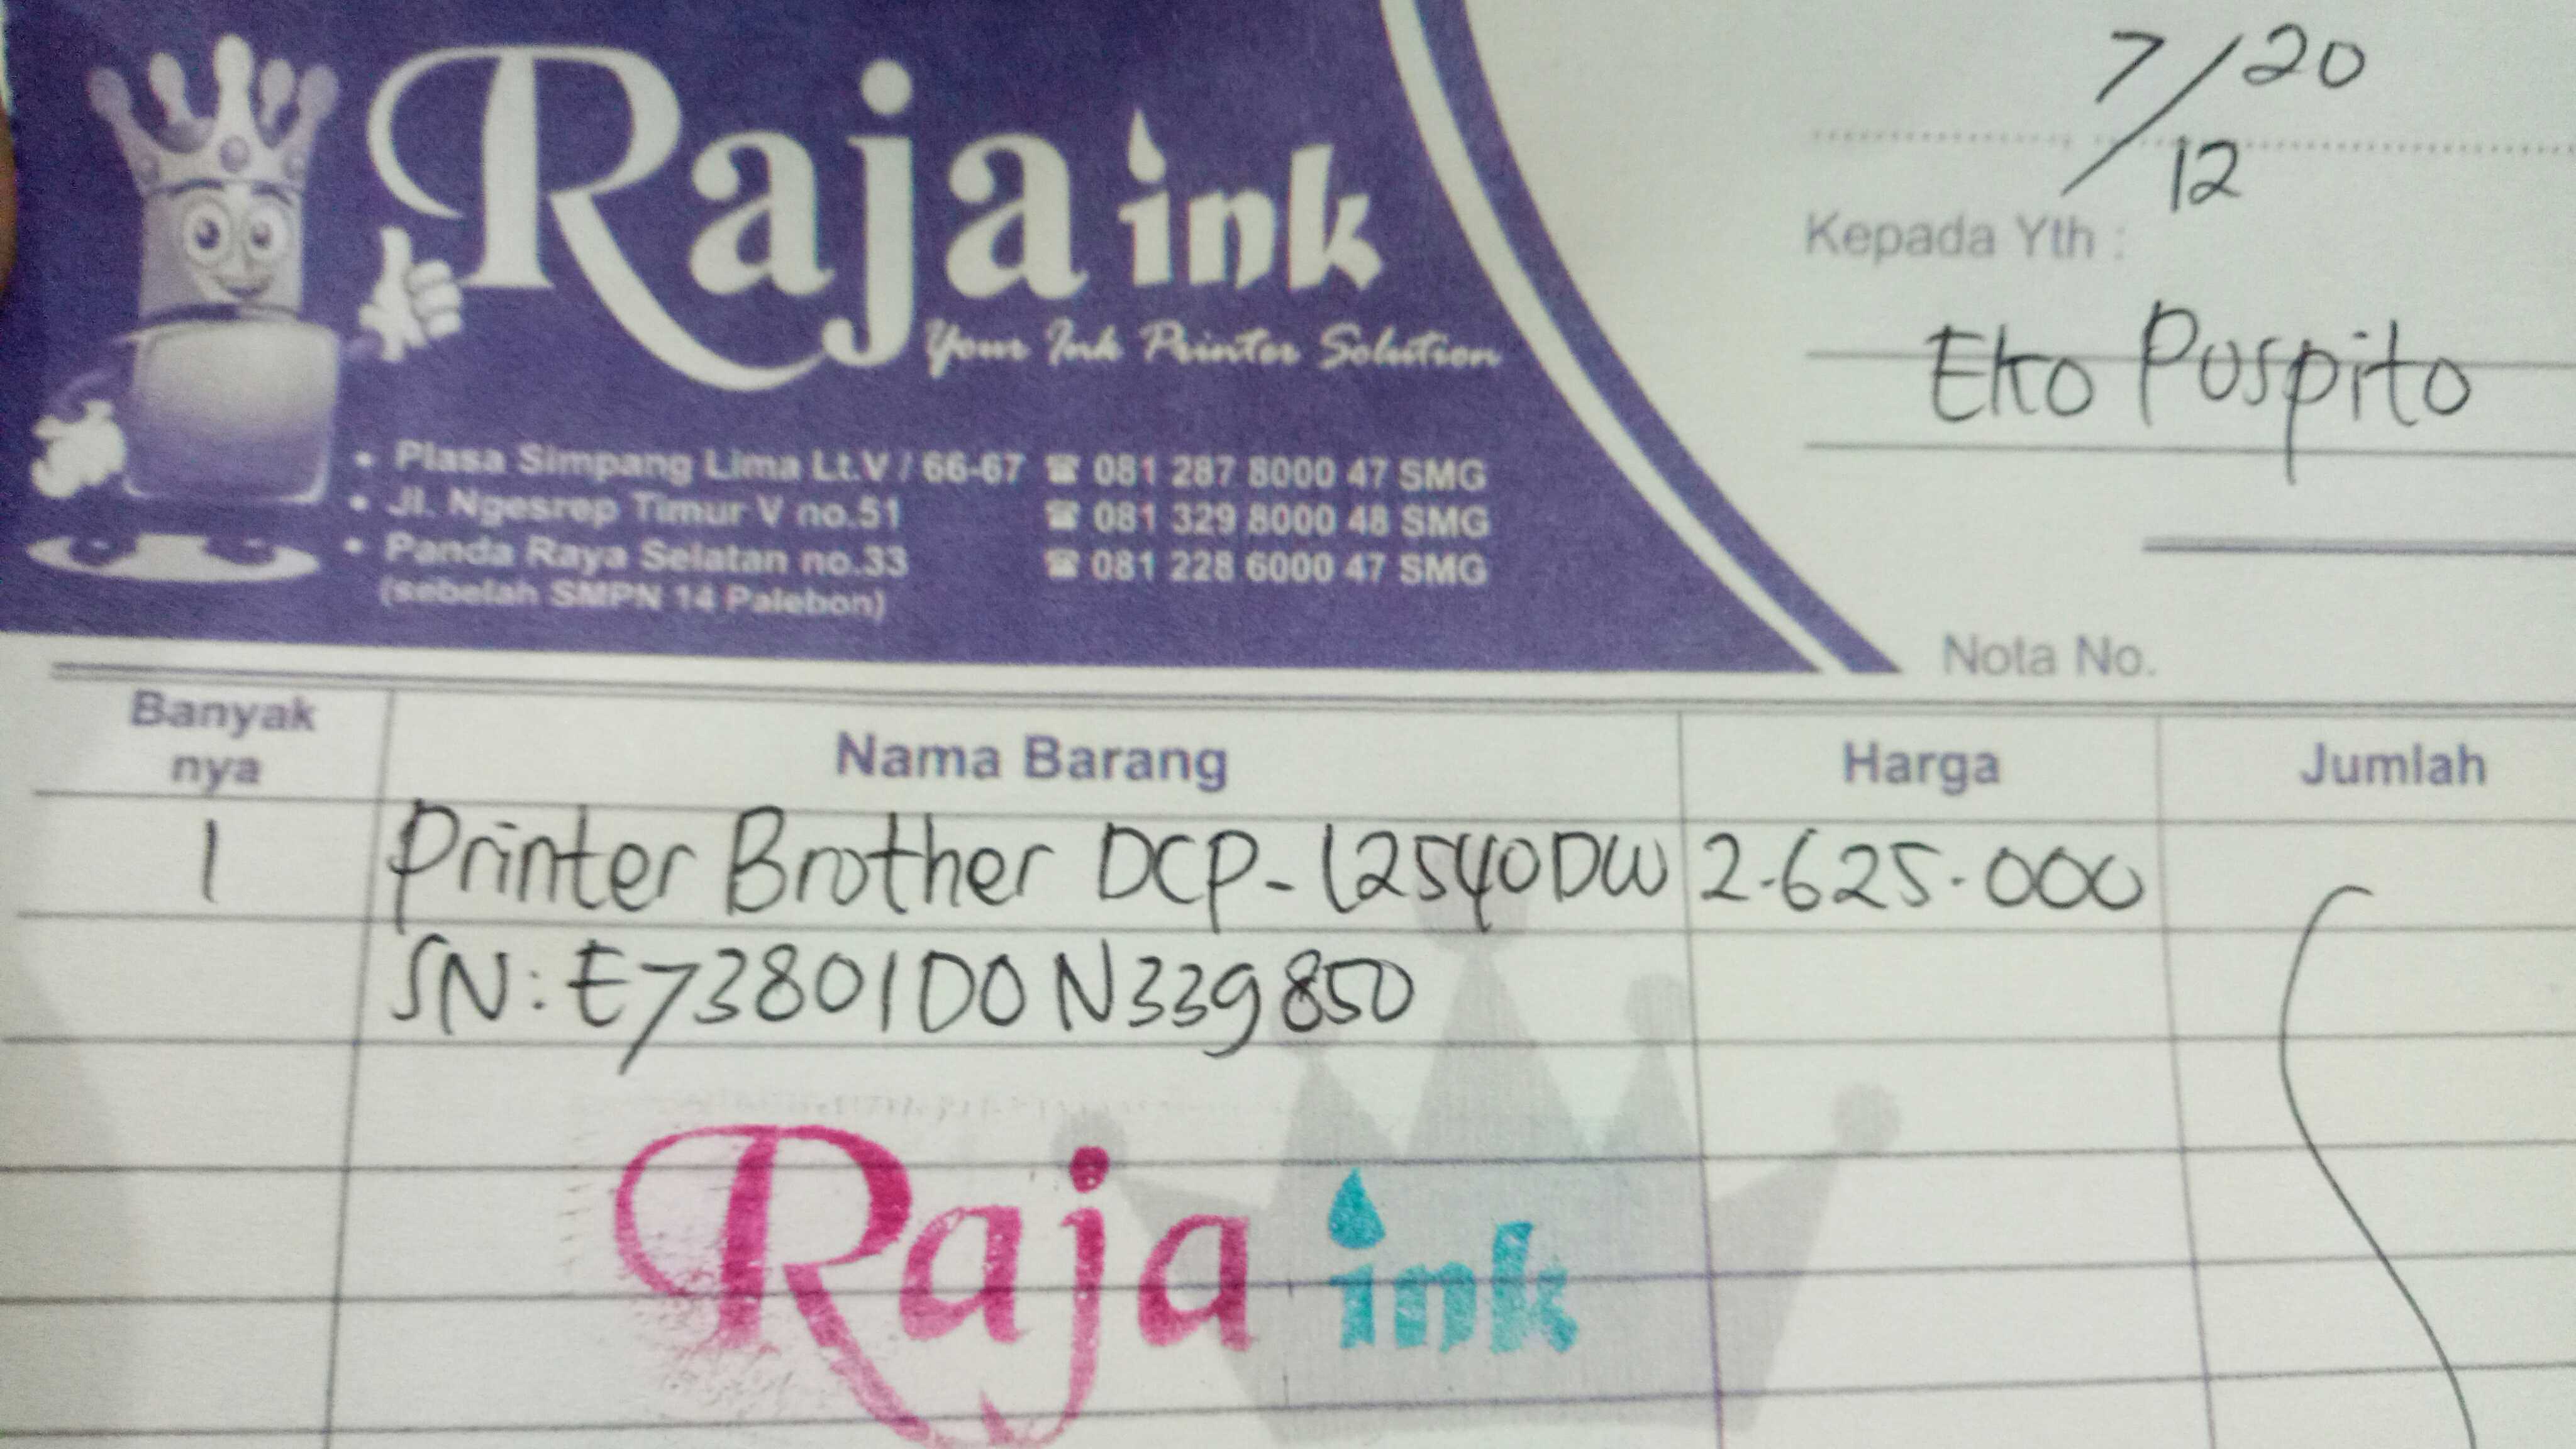 Raja ink
Your Ink Printer Solution
• Plasa Simpang Lima Lt.V / 66-67 ☎ 081 287 8000 47 SMG
• Jl. Ngesrep Timur V no.51 ☎ 081 329 8000 48 SMG
• Panda Raya Selatan no.33 ☎ 081 228 6000 47 SMG
(sebelah SMPN 14 Palebon)
7/12 20
Kepada Yth :
Eko Puspito
Nota No.
Banyak nya Nama Barang Harga Jumlah
1 Printer Brother DCP-L2540DW 2.625.000
SN: E73801D0N339850
Raja ink